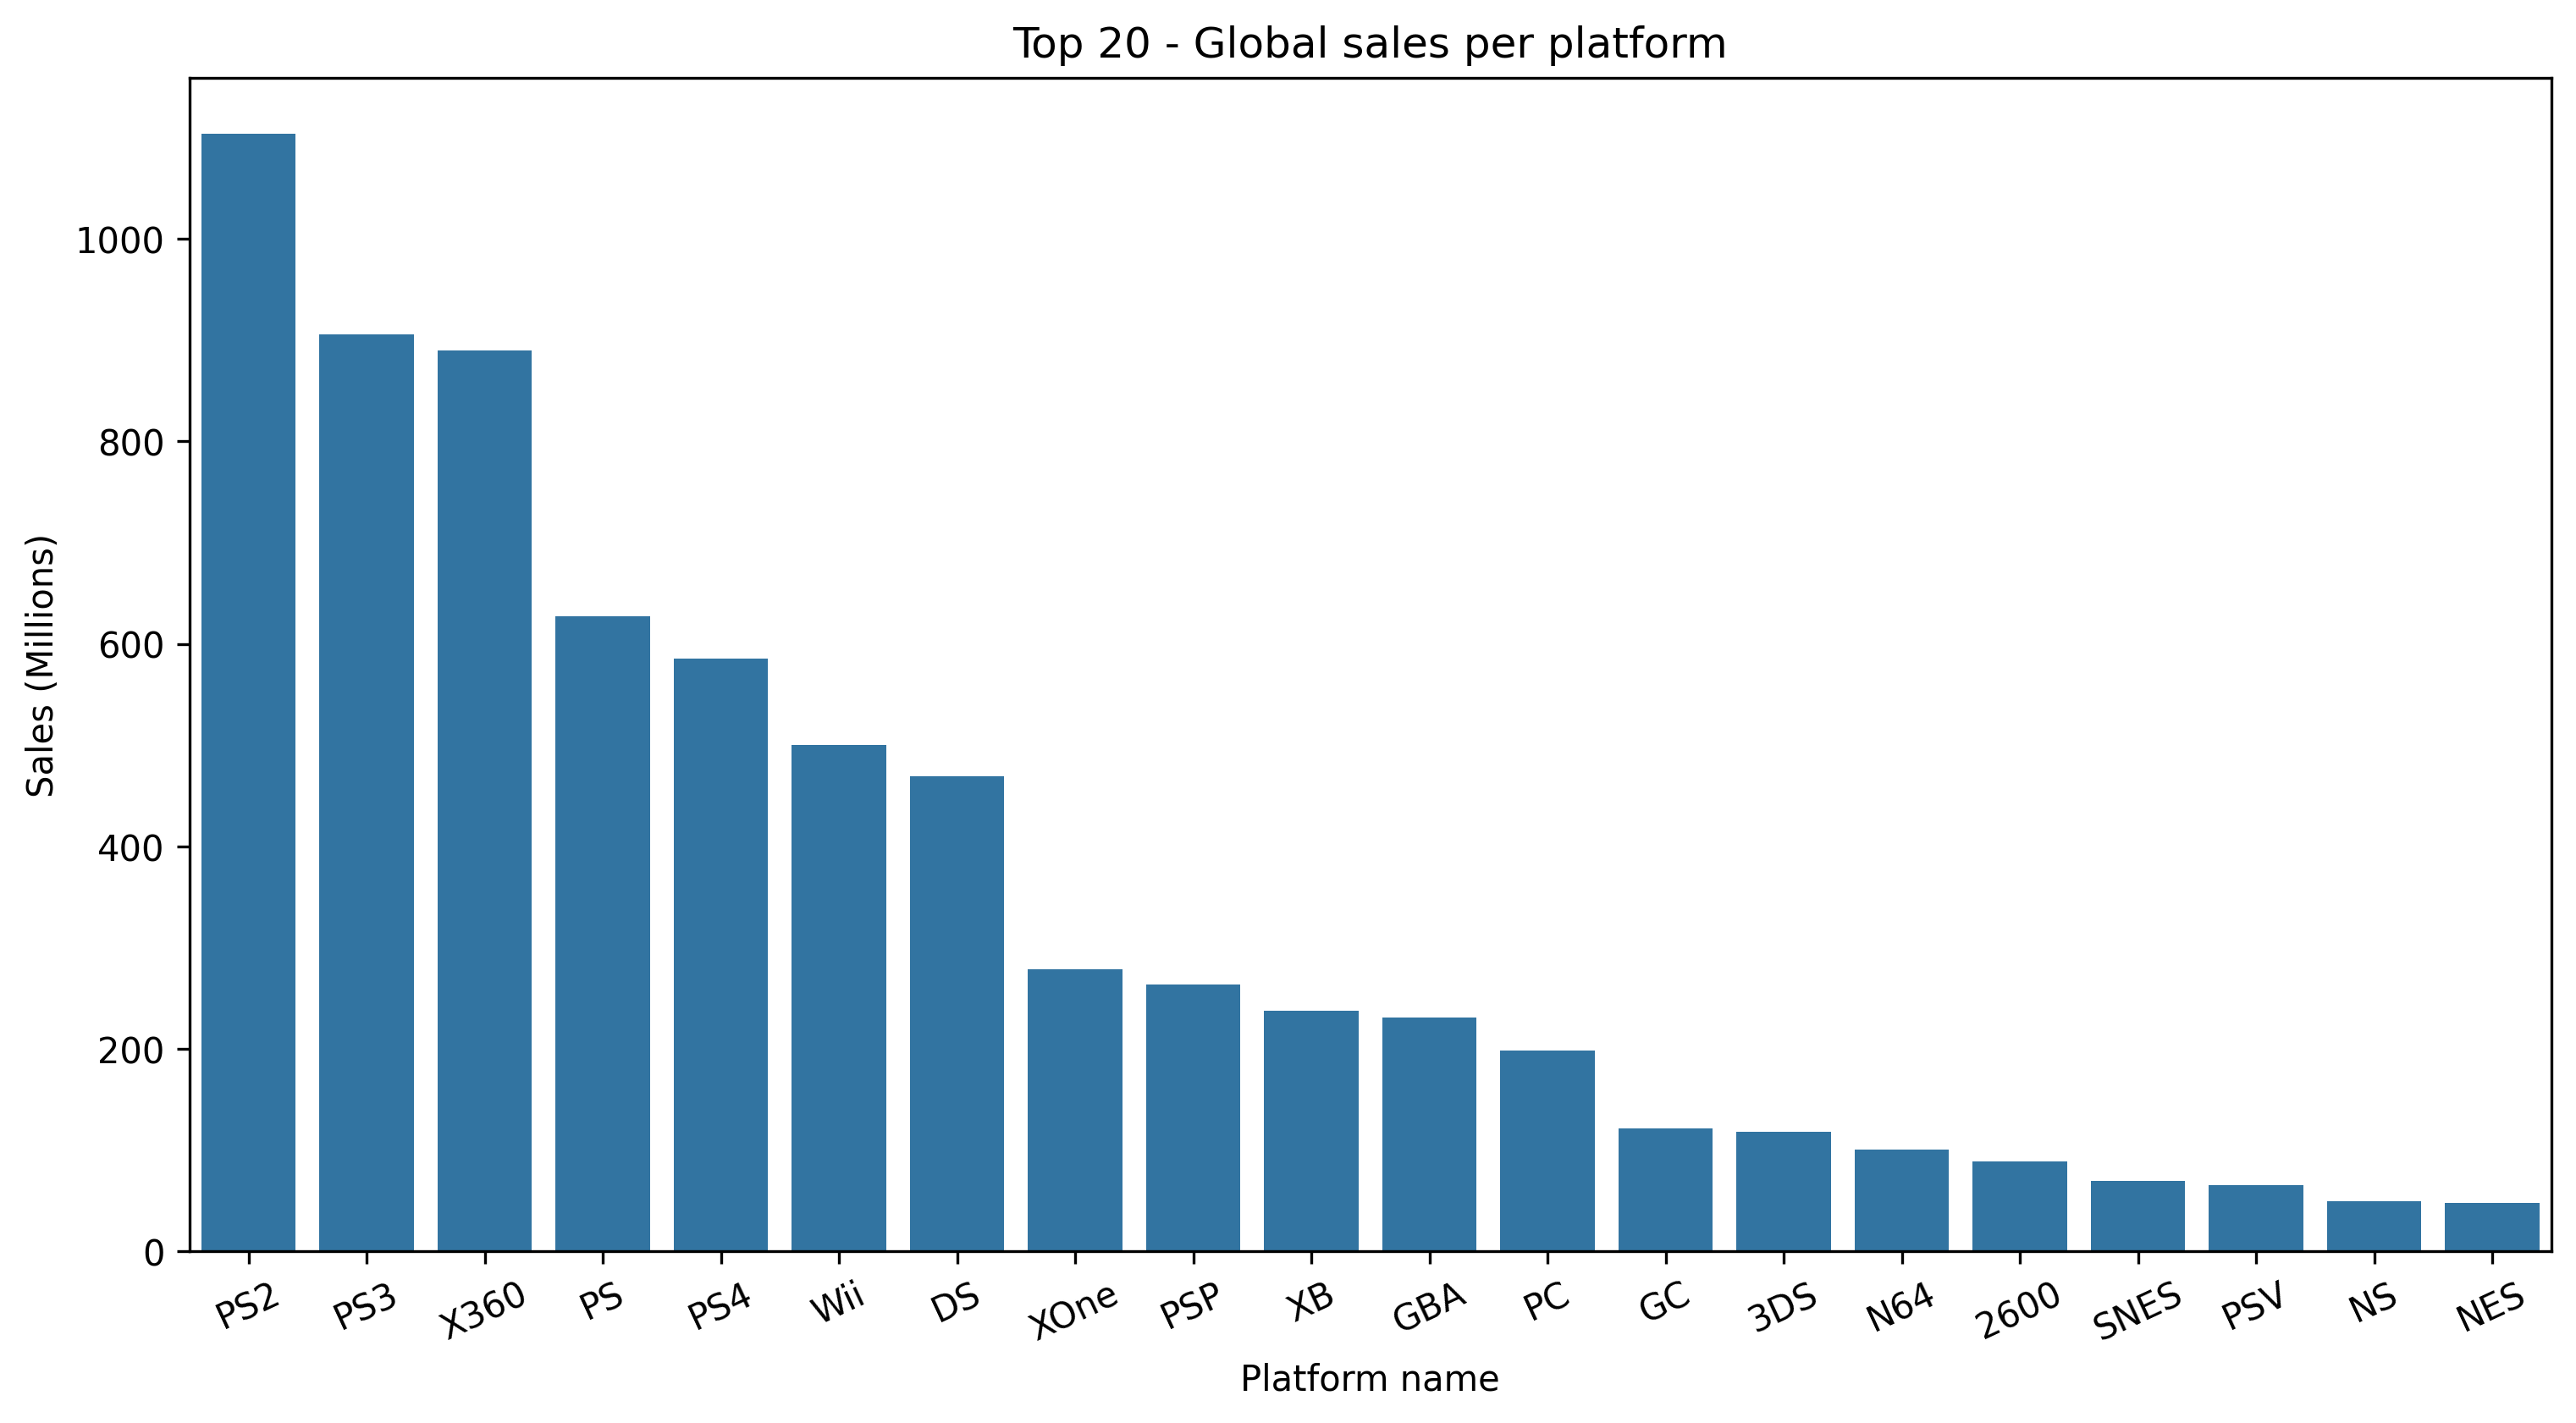 Top 20 - Global sales per platform
Sales (Millions)
1000
800
600
400
200
0
PS2 PS3 X360 PS PS4 Wii DS XOne PSP XB GBA PC GC 3DS N64 2600 SNES PSV NS NES
Platform name